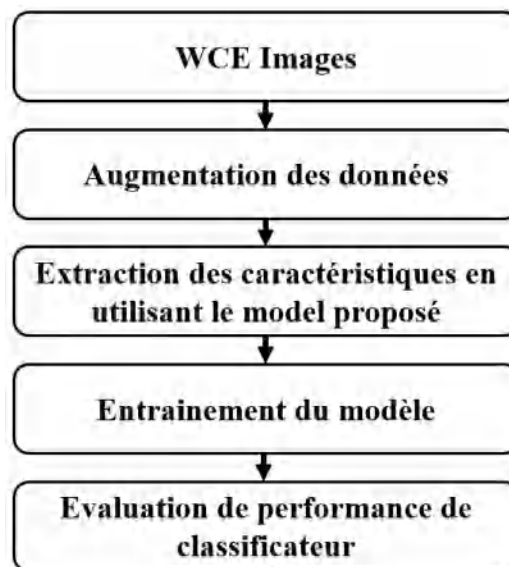 WCE Images
Augmentation des données
Extraction des caractéristiques en
utilisant le model proposé
Entrainement du modèle
Evaluation de performance de
classificateur